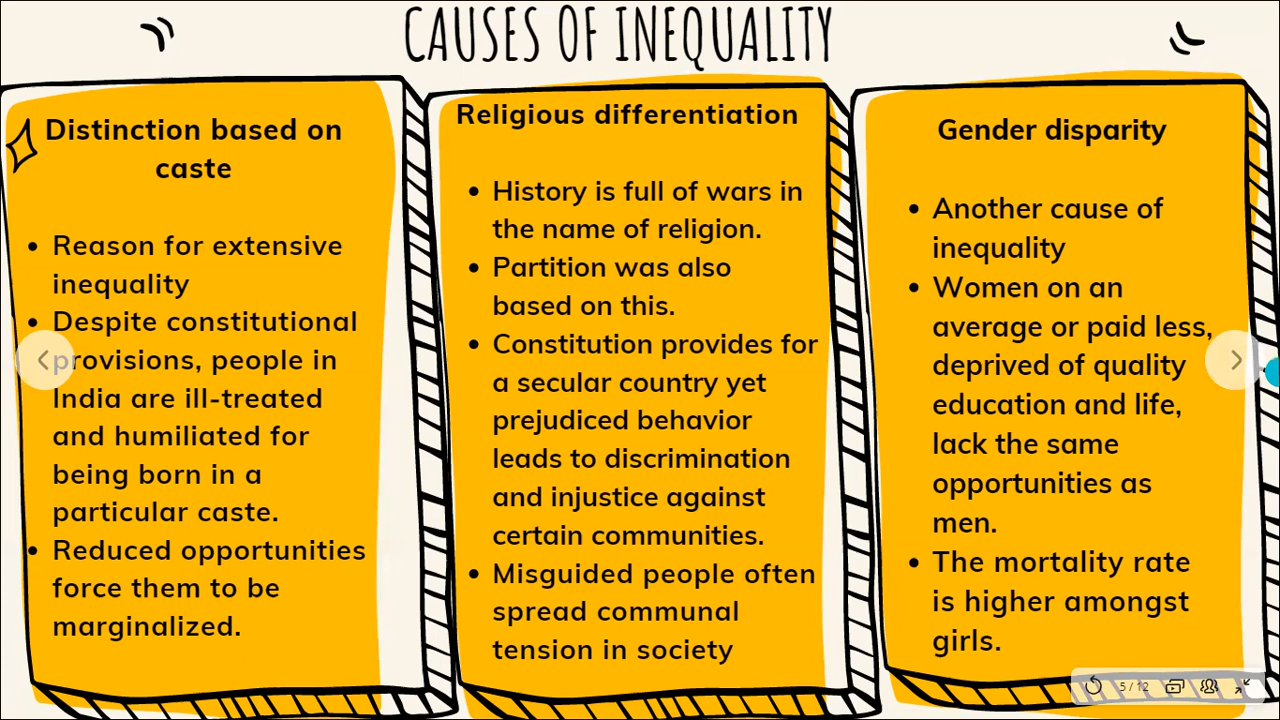 CAUSES OF INEQUALITY
Distinction based on
caste
• Reason for extensive
inequality
• Despite constitutional
provisions, people in
India are ill-treated
and humiliated for
being born in a
particular caste.
• Reduced opportunities
force them to be
marginalized.
Religious differentiation
• History is full of wars in
the name of religion.
• Partition was also
based on this.
• Constitution provides for
a secular country yet
prejudiced behavior
leads to discrimination
and injustice against
certain communities.
• Misguided people often
spread communal
tension in society
Gender disparity
• Another cause of
inequality
• Women on an
average or paid less,
deprived of quality
education and life,
lack the same
opportunities as
men.
• The mortality rate
is higher amongst
girls.
5 / 12